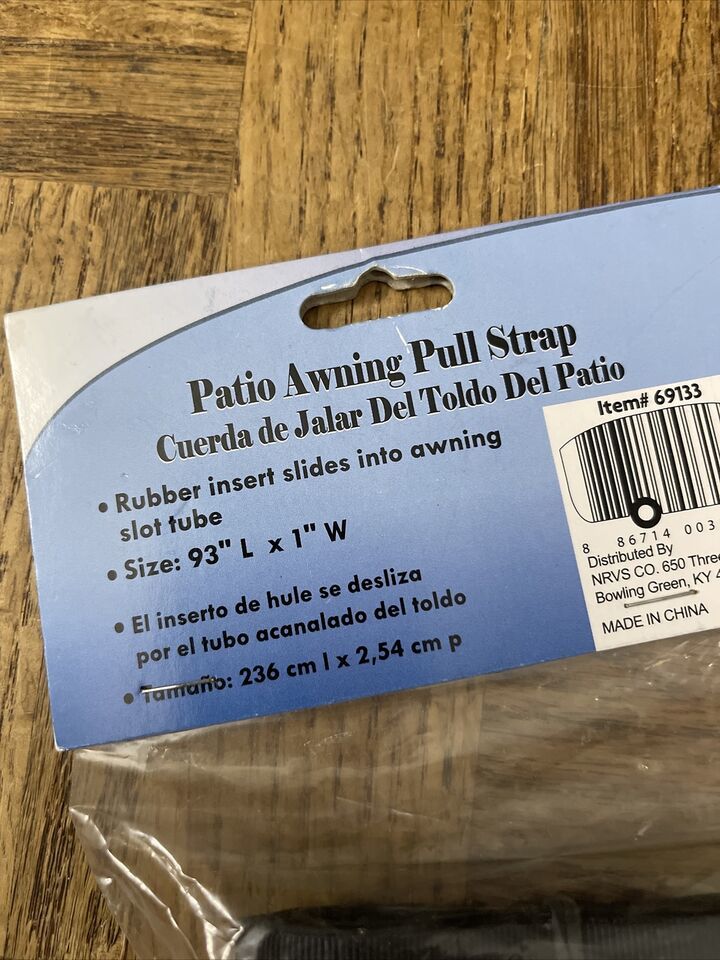 Patio Awning Pull Strap
Cuerda de Jalar Del Toldo Del Patio
• Rubber insert slides into awning
slot tube
• Size: 93" L x 1" W
• El inserto de hule se desliza
por el tubo acanalado del toldo
• Tamaño: 236 cm l x 2,54 cm p
Item# 69133
8 86714 003
Distributed By
NRVS CO. 650 Three
Bowling Green, KY
MADE IN CHINA